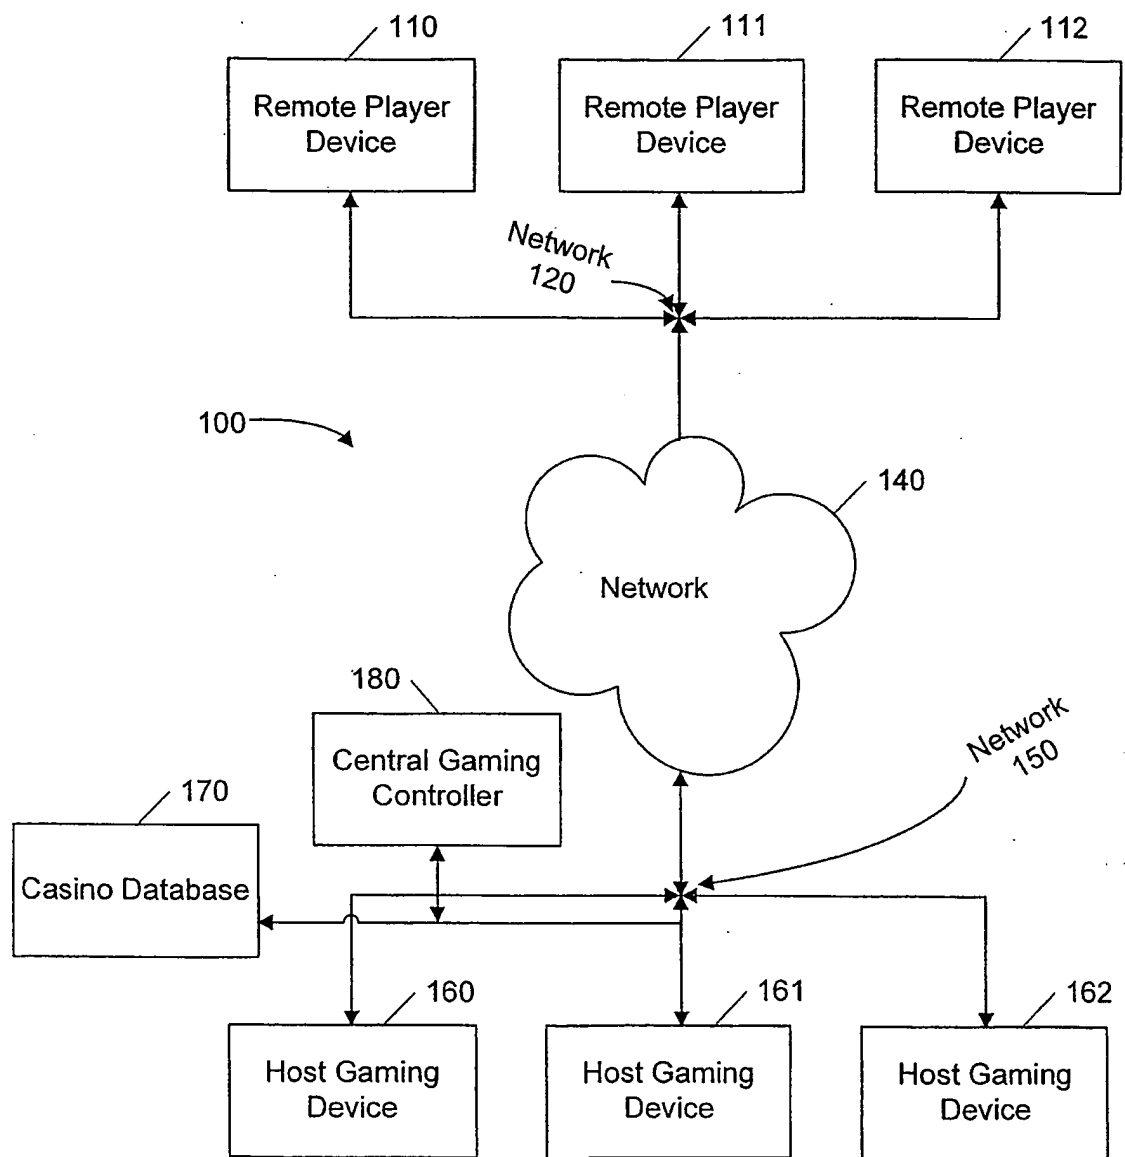 110
111
112
Remote Player
Device
Remote Player
Device
Remote Player
Device
Network
120
100
140
Network
180
Central Gaming
Controller
Network
150
170
Casino Database
160
161
162
Host Gaming
Device
Host Gaming
Device
Host Gaming
Device